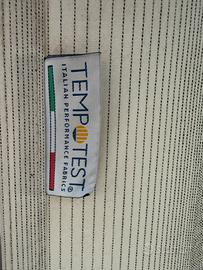 TEMPOTEST®
ITALIAN PERFORMANCE FABRICS